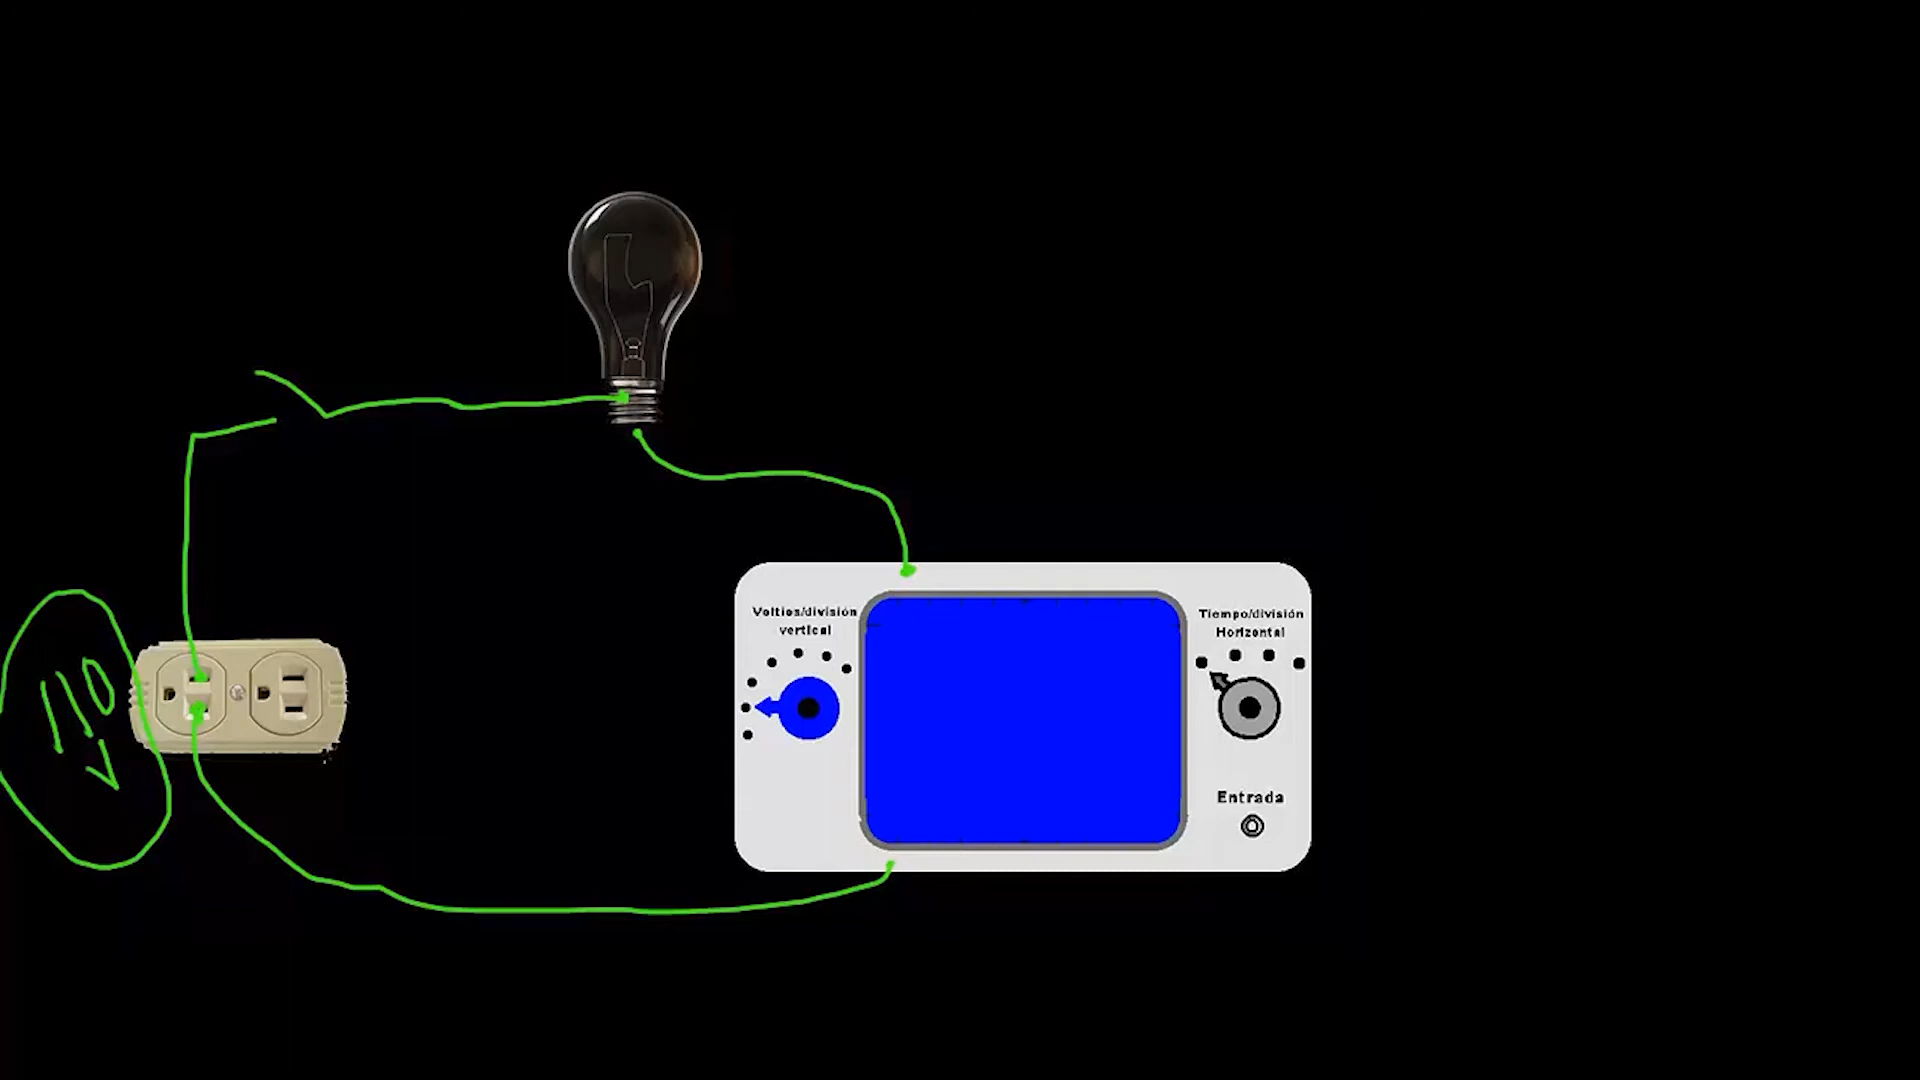 Voltios/división
vertical
Tiempo/división
Horizontal
110
V
Entrada